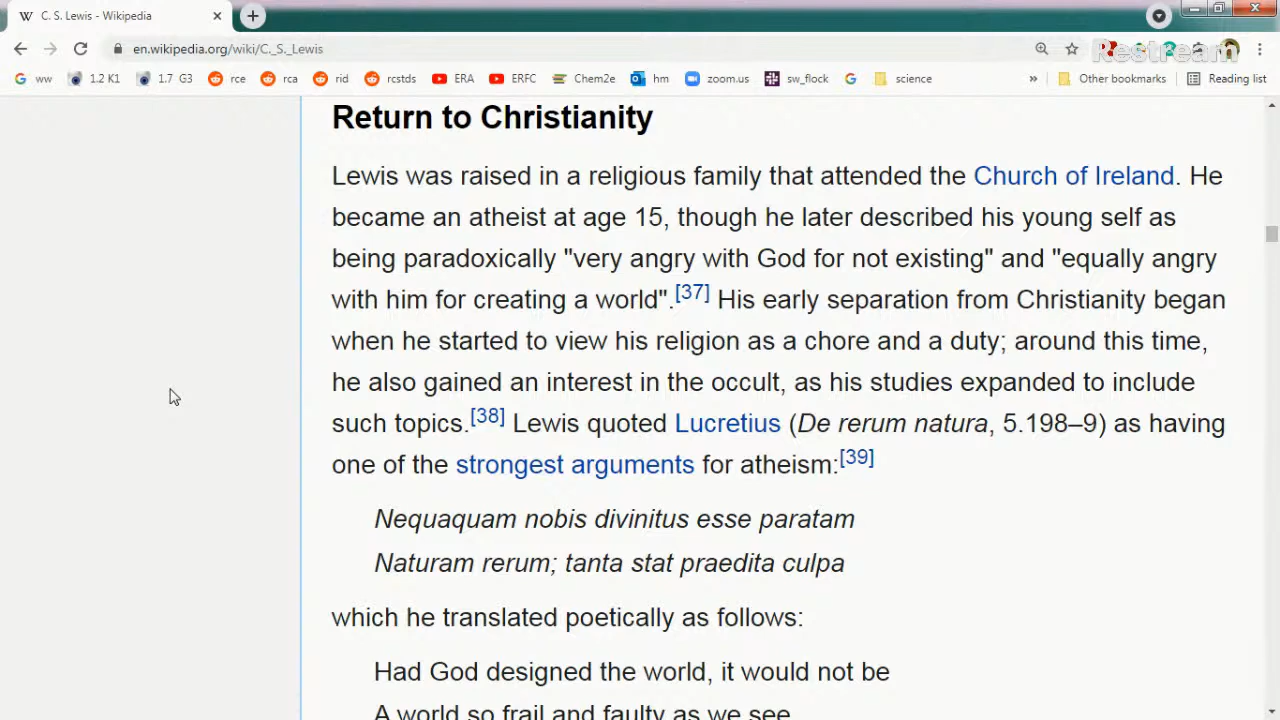 C. S. Lewis - Wikipedia
en.wikipedia.org/wiki/C._S._Lewis
Restream
ww 1.2 K1 1.7 G3 rce rca rid rcstds ERA ERFC Chem2e hm zoom.us sw_flock science » Other bookmarks Reading list
Return to Christianity
Lewis was raised in a religious family that attended the Church of Ireland. He
became an atheist at age 15, though he later described his young self as
being paradoxically "very angry with God for not existing" and "equally angry
with him for creating a world".[37] His early separation from Christianity began
when he started to view his religion as a chore and a duty; around this time,
he also gained an interest in the occult, as his studies expanded to include
such topics.[38] Lewis quoted Lucretius (De rerum natura, 5.198–9) as having
one of the strongest arguments for atheism:[39]
Nequaquam nobis divinitus esse paratam
Naturam rerum; tanta stat praedita culpa
which he translated poetically as follows:
Had God designed the world, it would not be
A world so frail and faulty as we see